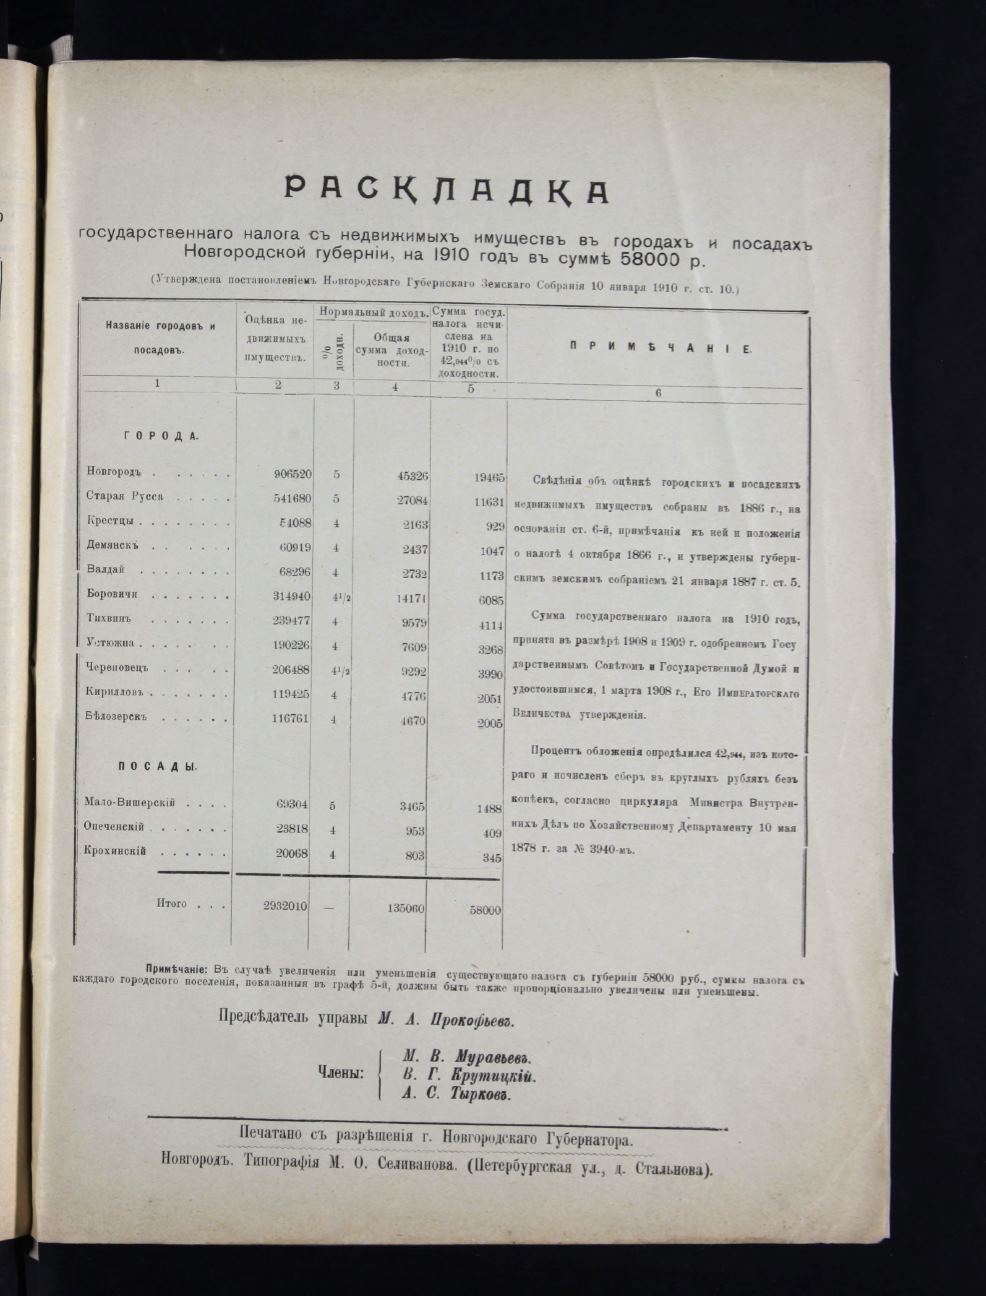 РАСКЛАДКА
государственнаго налога съ недвижимыхъ имуществъ въ городахъ и посадахъ
Новгородской губерніи, на 1910 годъ въ суммѣ 58000 р.
(Утверждена постановленіемъ Новгородскаго Губернскаго Земскаго Собранія 10 января 1910 г. ст. 10.)
Названіе городовъ и
посадовъ.
Оцѣнка не-
движимыхъ
имуществъ.
Нормальный доходъ.
% доходн.
Общая
сумма доход-
ности.
Сумма госуд.
налога исчи-
слена на
1910 г. по
42,944% съ
доходности.
ПРИМѢЧАНІЕ.
1 2 3 4 5 6
ГОРОДА.
Новгородъ . . . . . . 906520 5 45326 19465
Старая Русса . . . . . 541680 5 27084 11631
Крестцы . . . . . . . . 54088 4 2163 929
Демянскъ . . . . . . 60919 4 2437 1047
Валдай . . . . . . . . 68296 4 2732 1173
Боровичи . . . . . . . 314940 4½ 14171 6085
Тихвинъ . . . . . . . 239477 4 9579 4114
Устюжна . . . . . . . . 190226 4 7609 3268
Череповецъ . . . . . . 206488 4½ 9292 3990
Кирилловъ . . . . . . . 119425 4 4776 2051
Бѣлозерскъ . . . . . . 116761 4 4670 2005
ПОСАДЫ.
Мало-Вишерскій . . . . 69304 5 3465 1488
Опеченскій . . . . . . . 23818 4 953 409
Крохинскій . . . . . . 20068 4 803 345
Итого . . . 2932010 — 135060 58000
Свѣдѣнія объ оцѣнкѣ городскихъ и посадскихъ
недвижимыхъ имуществъ собраны въ 1886 г., на
основаніи ст. 6-й, примѣчанія къ ней и положенія
о налогѣ 4 октября 1866 г., и утверждены губерн-
скимъ земскимъ собраніемъ 21 января 1887 г. ст. 5.
Сумма государственнаго налога на 1910 годъ,
принята въ размѣрѣ 1908 и 1909 г. одобренномъ Госу
дарственнымъ Совѣтомъ и Государственной Думой и
удостоившимся, 1 марта 1908 г., Его Императорскаго
Величества утвержденія.
Процентъ обложенія опредѣлился 42,944, изъ кото-
раго и исчисленъ сборъ въ круглыхъ рубляхъ безъ
копѣекъ, согласно циркуляра Министра Внутрен-
нихъ Дѣлъ по Хозяйственному Департаменту 10 мая
1878 г. за № 3940-мъ.
Примѣчаніе: Въ случаѣ увеличенія или уменьшенія существующаго налога съ губерніи 58000 руб., суммы налога съ
каждаго городского поселенія, показанныя въ графѣ 5-й, должны быть также пропорціонально увеличены или уменьшены.
Предсѣдатель управы М. А. Прокофьевъ.
Члены:
М. В. Муравьевъ.
В. Г. Крутицкій.
А. С. Тырковъ.
Печатано съ разрѣшенія г. Новгородскаго Губернатора.
Новгородъ. Типографія М. О. Селиванова. (Петербургская ул., д. Стальнова).